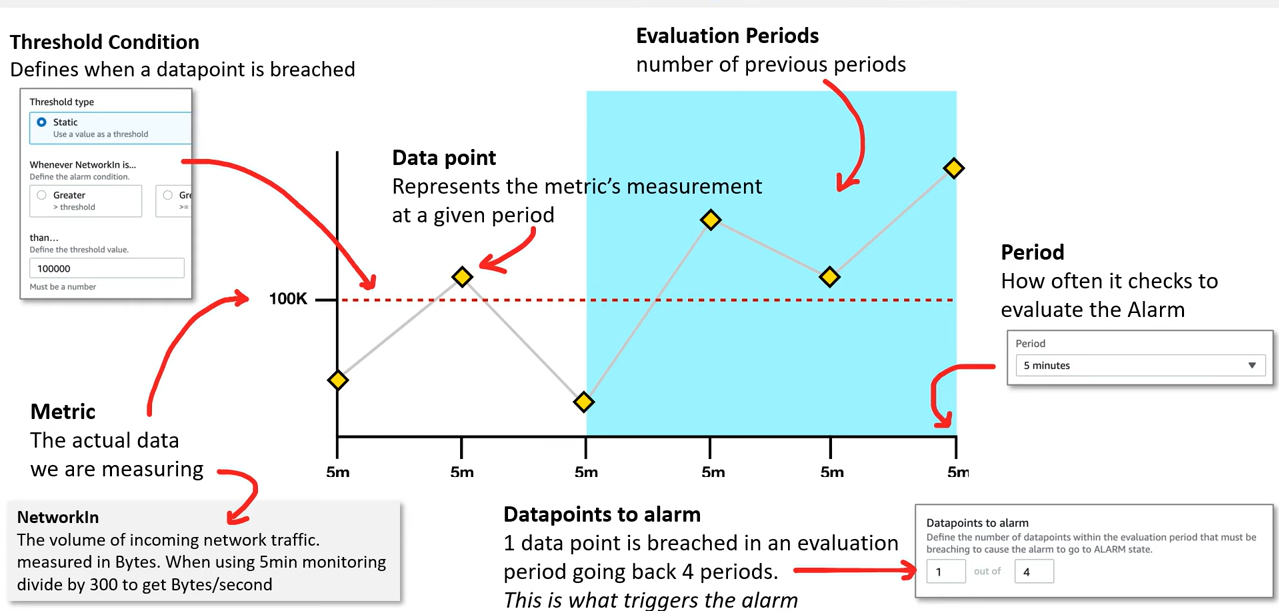 Threshold Condition
Defines when a datapoint is breached
Threshold type
Static
Use a value as a threshold
Whenever NetworkIn is...
Define the alarm condition.
Greater
> threshold
Gre
>=
than...
Define the threshold value.
100000
Must be a number
Evaluation Periods
number of previous periods
Data point
Represents the metric's measurement
at a given period
100K
Period
How often it checks to
evaluate the Alarm
Period
5 minutes
Metric
The actual data
we are measuring
5m 5m 5m 5m 5m 5m
NetworkIn
The volume of incoming network traffic.
measured in Bytes. When using 5min monitoring
divide by 300 to get Bytes/second
Datapoints to alarm
1 data point is breached in an evaluation
period going back 4 periods.
This is what triggers the alarm
Datapoints to alarm
Define the number of datapoints within the evaluation period that must be
breaching to cause the alarm to go to ALARM state.
1 out of 4